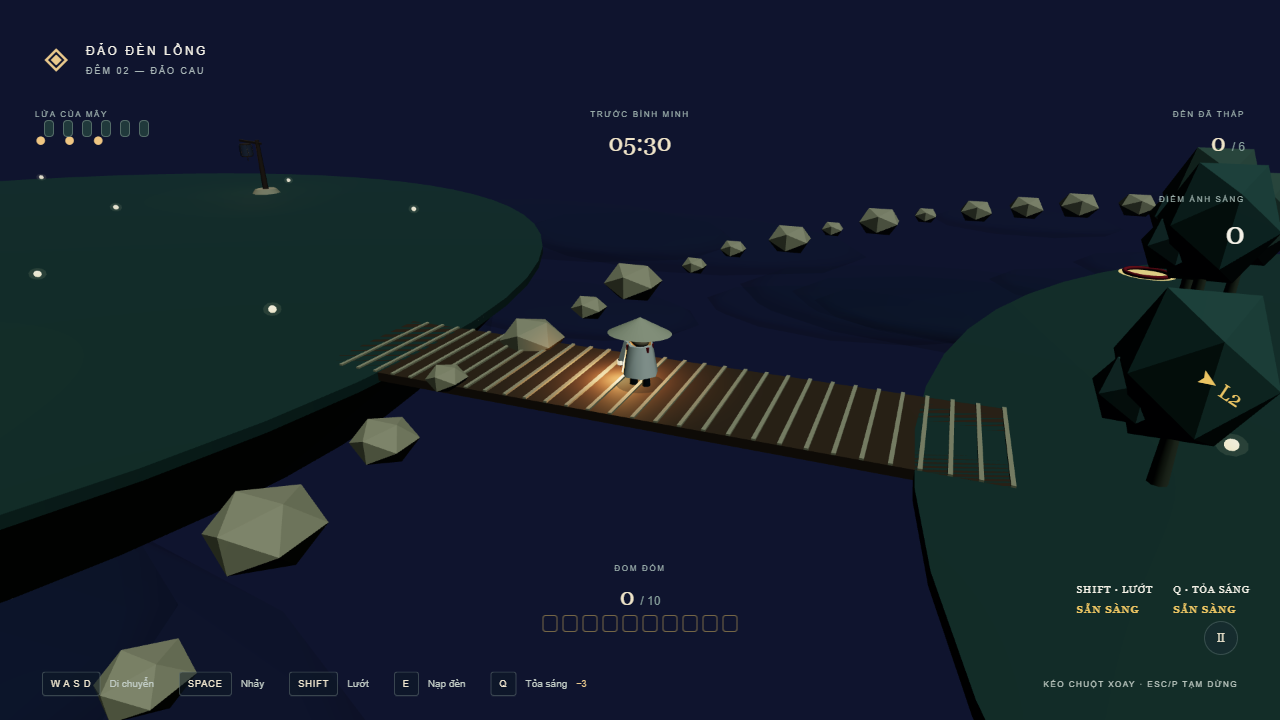 ĐẢO ĐÈN LỒNG
ĐÊM 02 — ĐẢO CAU
LỬA CỦA MÂY
TRƯỚC BÌNH MINH
05:30
ĐÈN ĐÃ THẮP
0 / 6
ĐIỂM ÁNH SÁNG
0
L2
ĐOM ĐÓM
0 / 10
SHIFT · LƯỚT
SẴN SÀNG
Q · TỎA SÁNG
SẴN SÀNG
II
W A S D Di chuyển SPACE Nhảy SHIFT Lướt E Nạp đèn Q Tỏa sáng −3
KÉO CHUỘT XOAY · ESC/P TẠM DỪNG